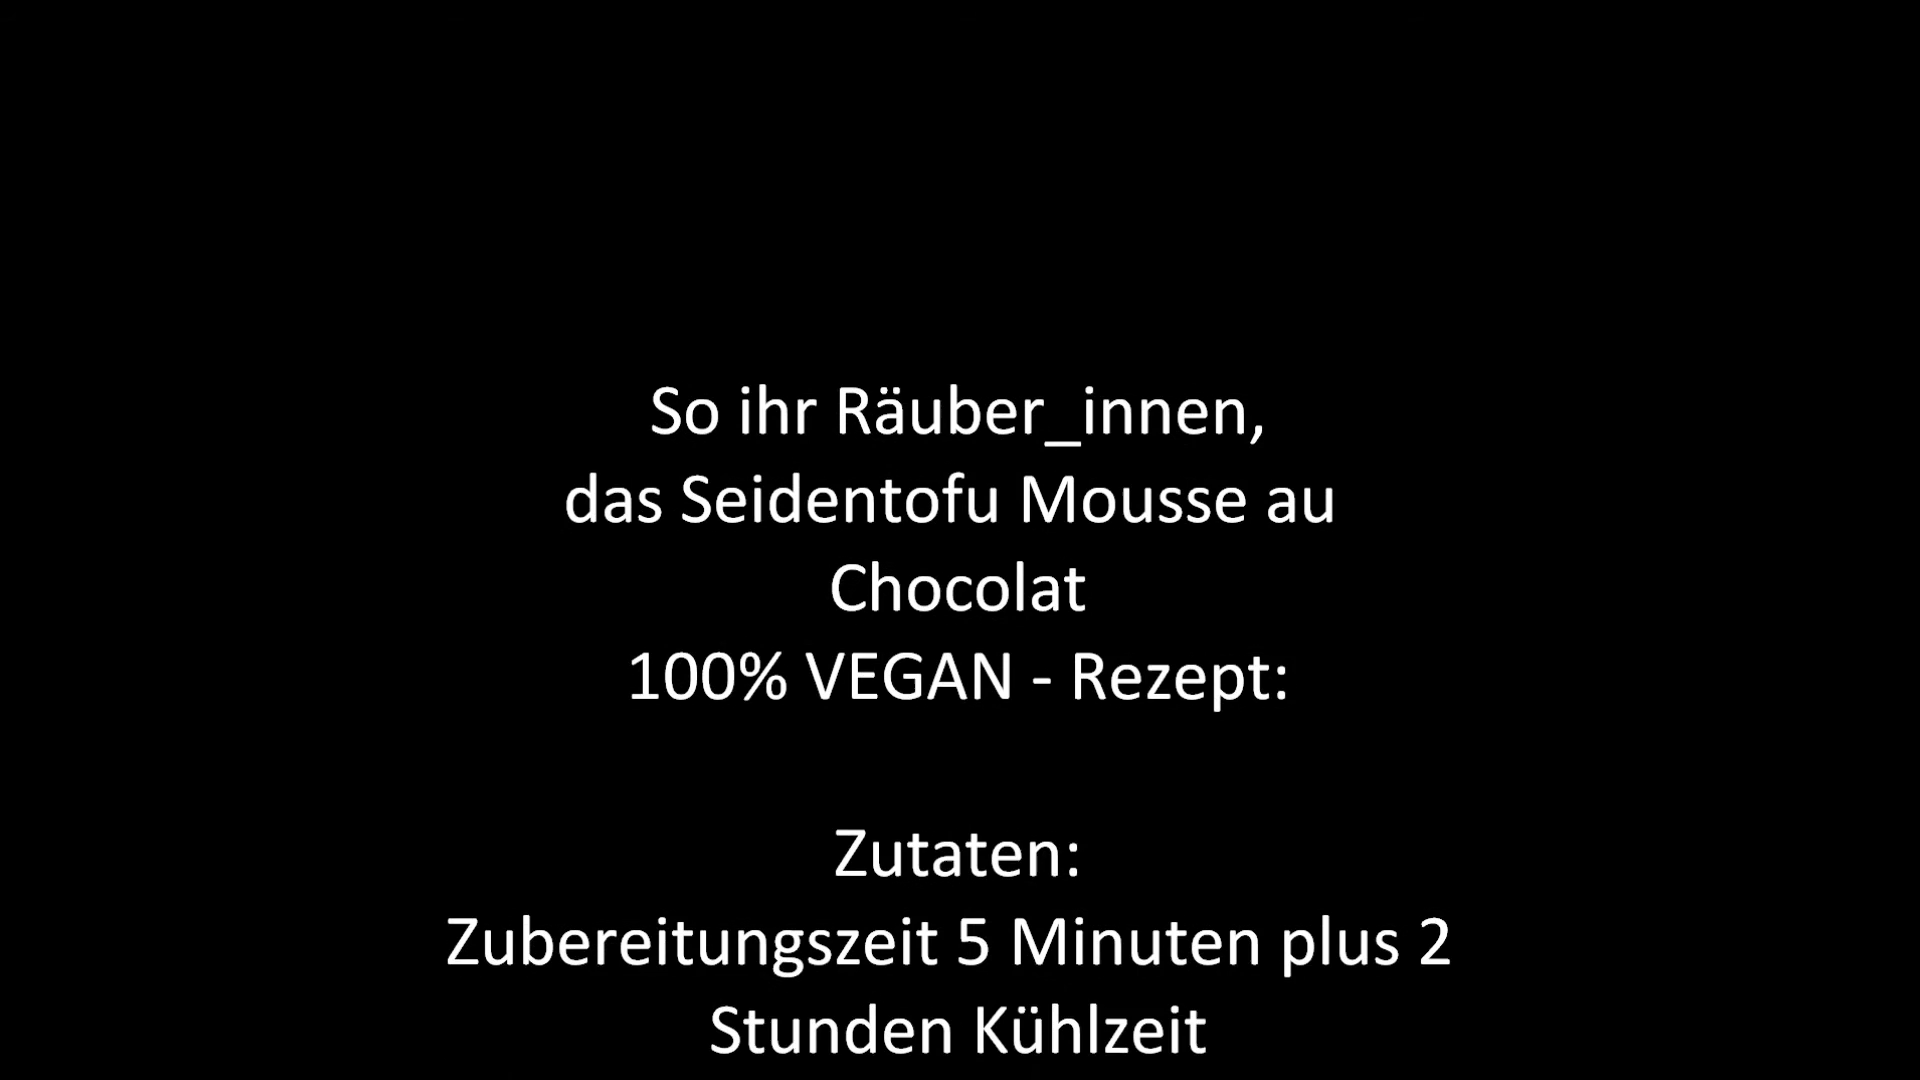 So ihr Räuber_innen,
das Seidentofu Mousse au
Chocolat
100% VEGAN - Rezept:
Zutaten:
Zubereitungszeit 5 Minuten plus 2
Stunden Kühlzeit